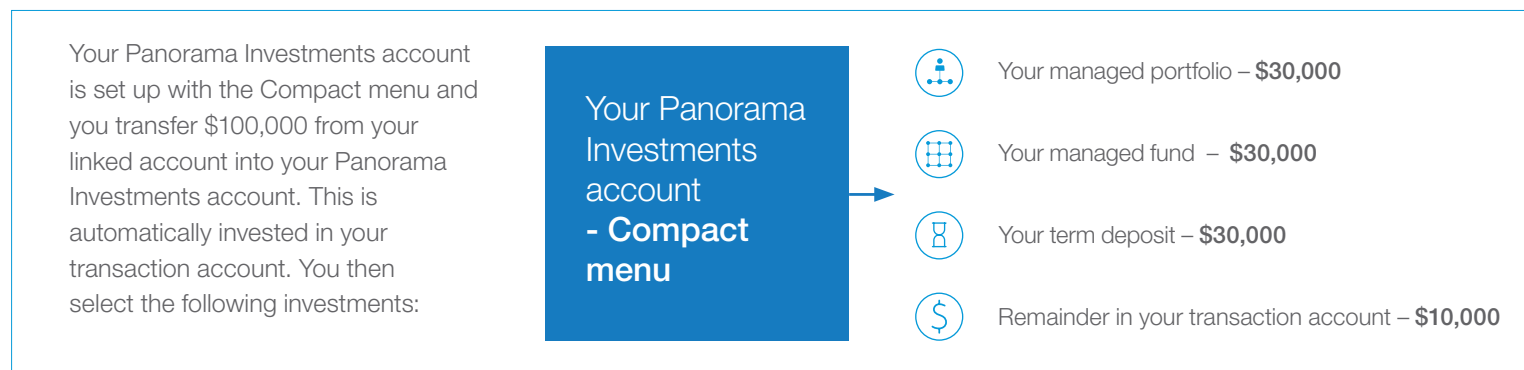 Your Panorama Investments account
is set up with the Compact menu and
you transfer $100,000 from your
linked account into your Panorama
Investments account. This is
automatically invested in your
transaction account. You then
select the following investments:
Your Panorama
Investments
account
- Compact
menu
Your managed portfolio – $30,000
Your managed fund – $30,000
Your term deposit – $30,000
Remainder in your transaction account – $10,000